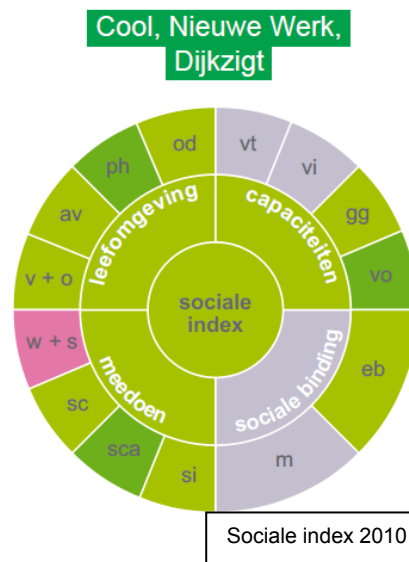 Cool, Nieuwe Werk,
Dijkzigt
od
vt
ph
vi
av
gg
leefomgeving
capaciteiten
v + o
vo
sociale
index
w + s
eb
meedoen
sociale binding
sc
sca
m
si
Sociale index 2010